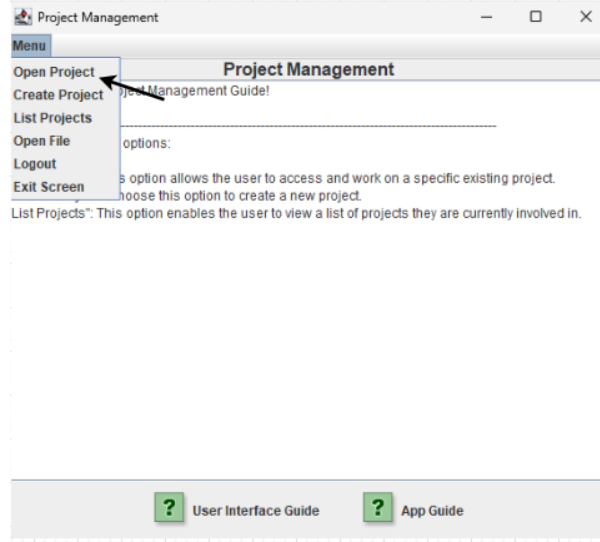 Project Management
Menu
Project Management
Open Project
Create Project
List Projects
Open File
Logout
Exit Screen
Management Guide!
--------------------------------------------------------------------------------------------
options:
option allows the user to access and work on a specific existing project.
this option to create a new project.
List Projects": This option enables the user to view a list of projects they are currently involved in.
? User Interface Guide
? App Guide